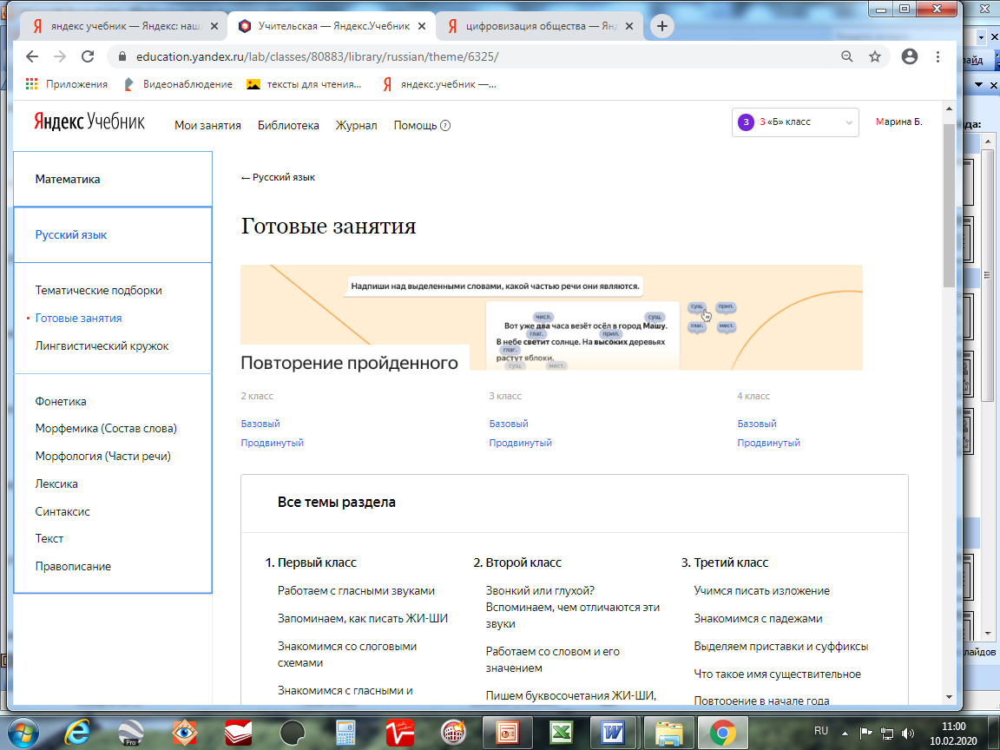 яндекс учебник — Яндекс: наш
Учительская — Яндекс.Учебник
цифровизация общества — Ян
education.yandex.ru/lab/classes/80883/library/russian/theme/6325/
Приложения
Видеонаблюдение
тексты для чтения...
яндекс.учебник —...
айд
Яндекс Учебник
Мои занятия
Библиотека
Журнал
Помощь ?
3
3 «Б» класс
Марина Б.
да:
Математика
Русский язык
Тематические подборки
Готовые занятия
Лингвистический кружок
Фонетика
Морфемика (Состав слова)
Морфология (Части речи)
Лексика
Синтаксис
Текст
Правописание
← Русский язык
Готовые занятия
Надпиши над выделенными словами, какой частью речи они являются.
числ. сущ.
Вот уже два часа везёт осёл в город Машу.
глаг. прил.
В небе светит солнце. На высоких деревьях
глаг.
растут яблоки.
сущ. мест.
сущ. прил.
глаг. мест.
Повторение пройденного
2 класс
Базовый
Продвинутый
3 класс
Базовый
Продвинутый
4 класс
Базовый
Продвинутый
Все темы раздела
1. Первый класс
Работаем с гласными звуками
Запоминаем, как писать ЖИ-ШИ
Знакомимся со слоговыми
схемами
Знакомимся с гласными и
2. Второй класс
Звонкий или глухой?
Вспоминаем, чем отличаются эти
звуки
Работаем со словом и его
значением
Пишем буквосочетания ЖИ-ШИ,
3. Третий класс
Учимся писать изложение
Знакомимся с падежами
Выделяем приставки и суффиксы
Что такое имя существительное
Повторение в начале года
лайдов
Pro
RU
11:00
10.02.2020